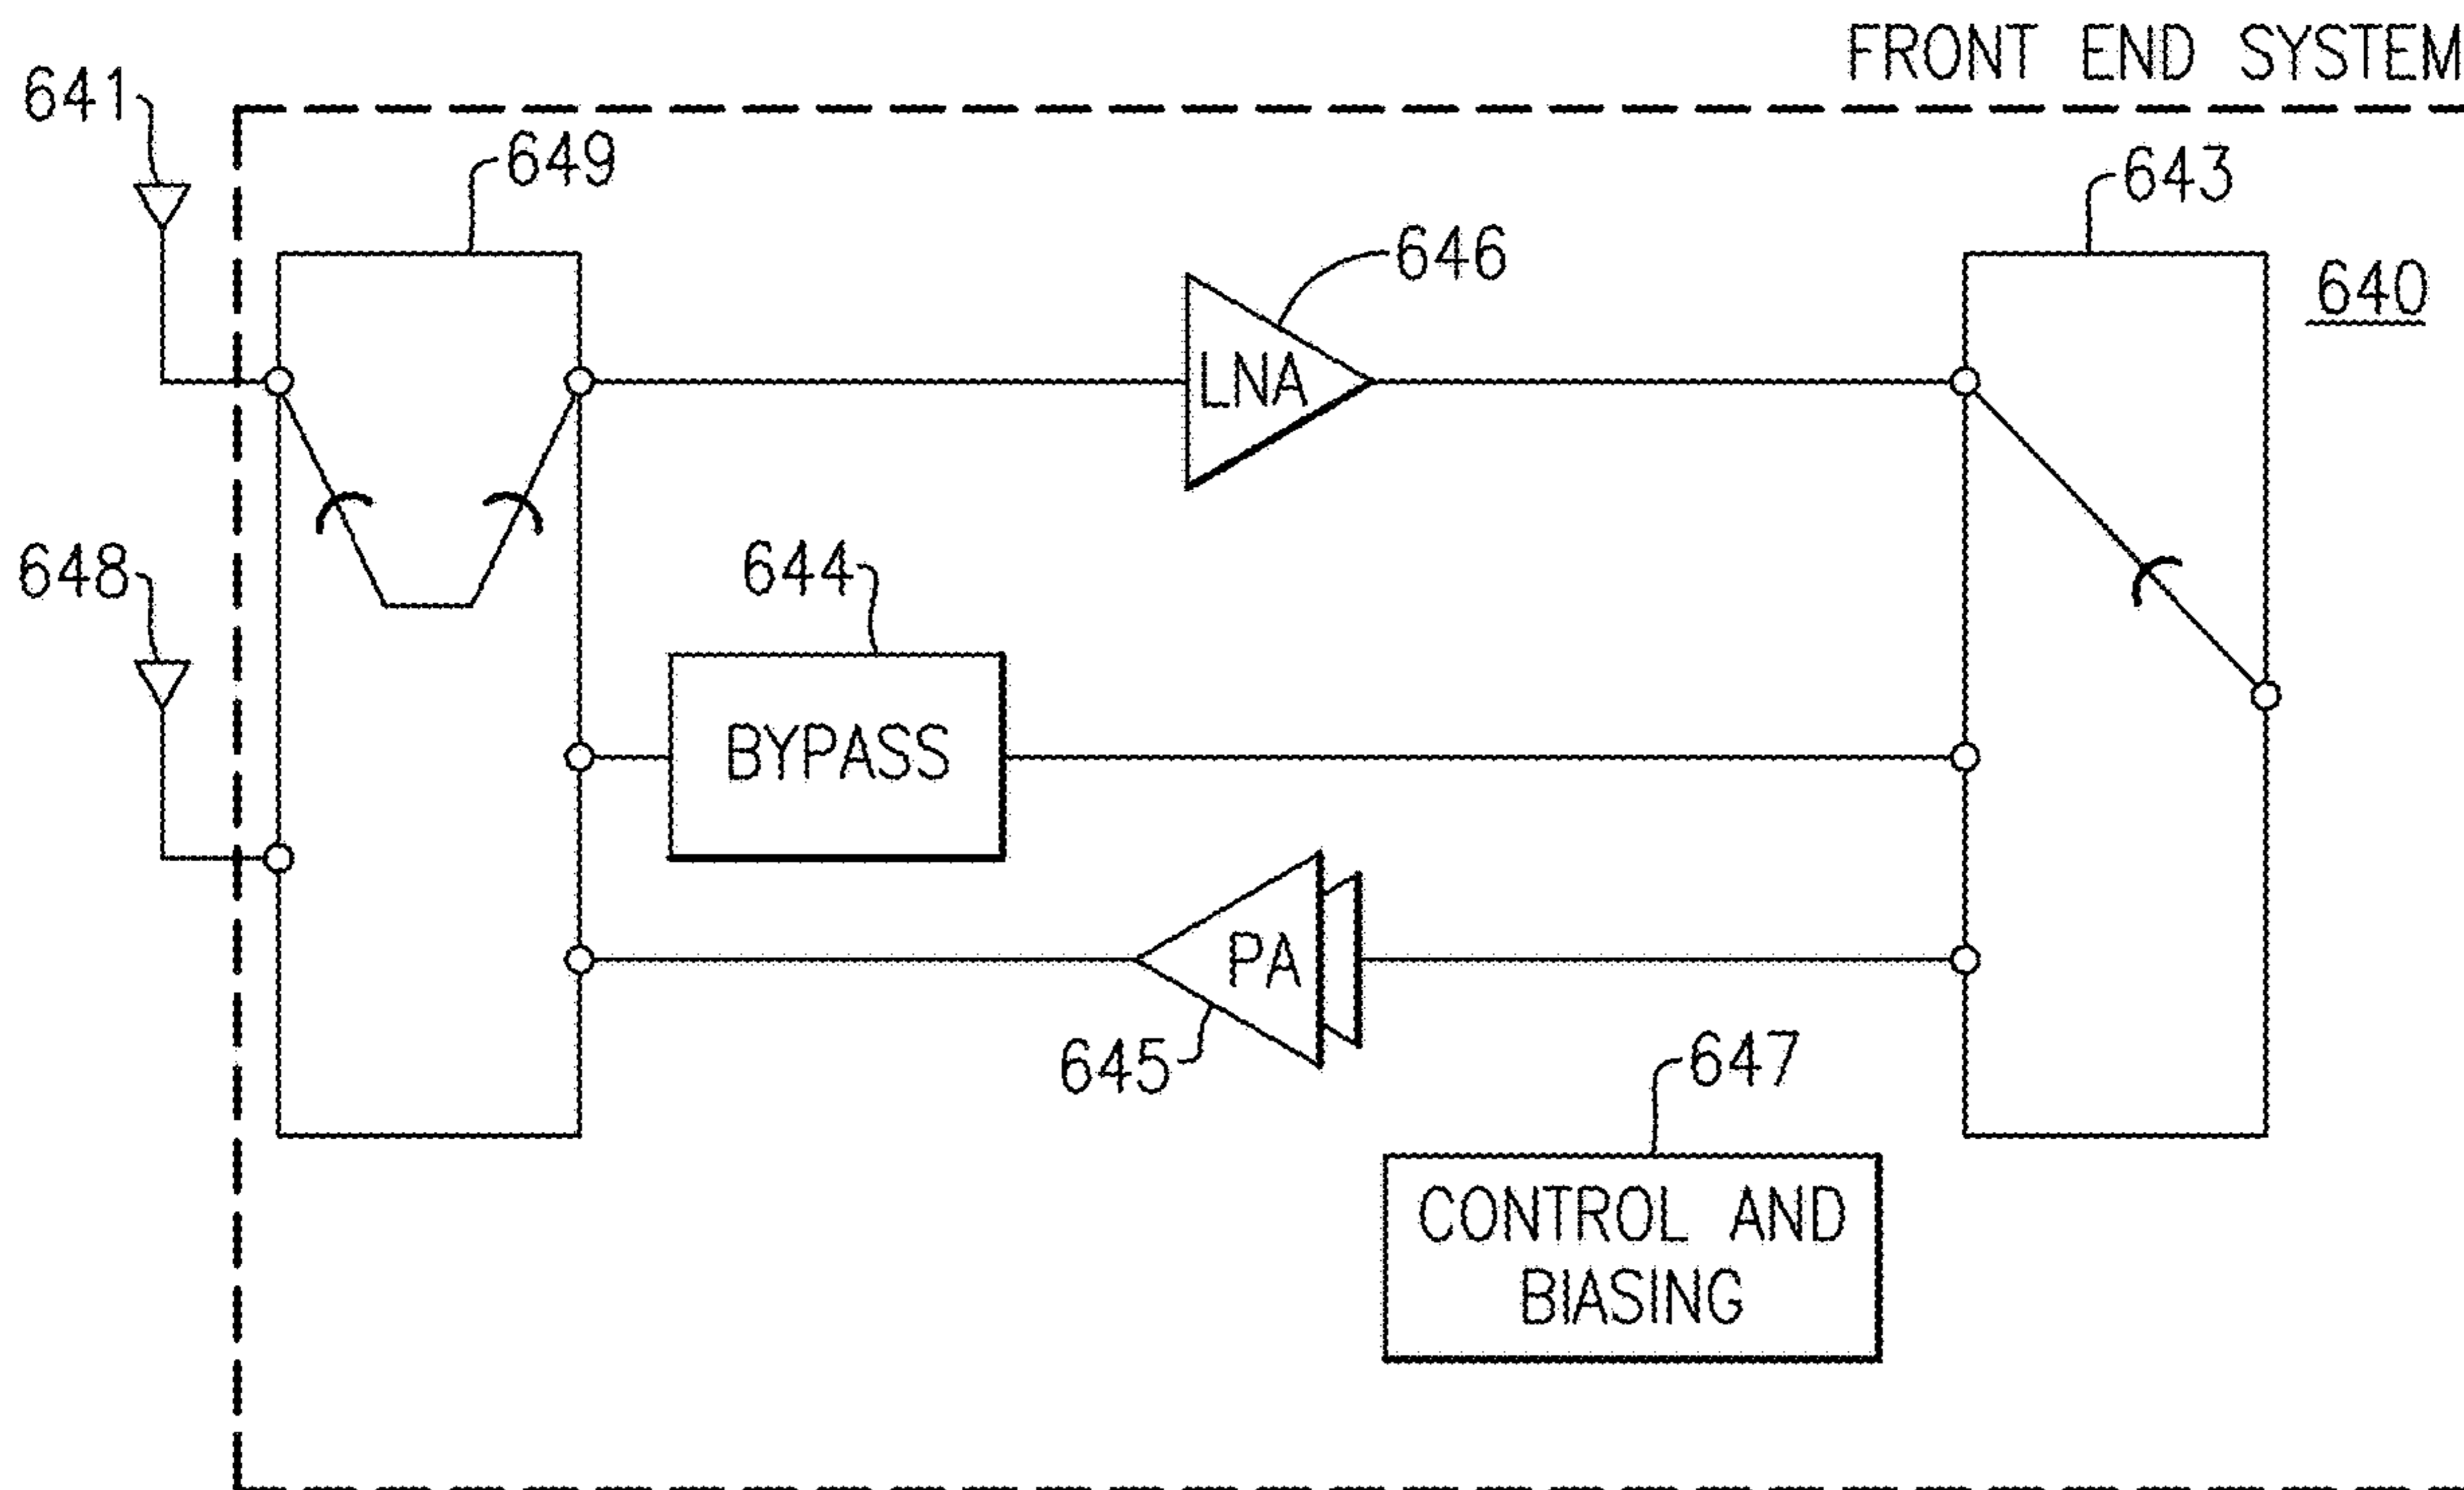 FRONT END SYSTEM
641
649
643
646
640
LNA
648
644
BYPASS
PA
645
647
CONTROL AND
BIASING